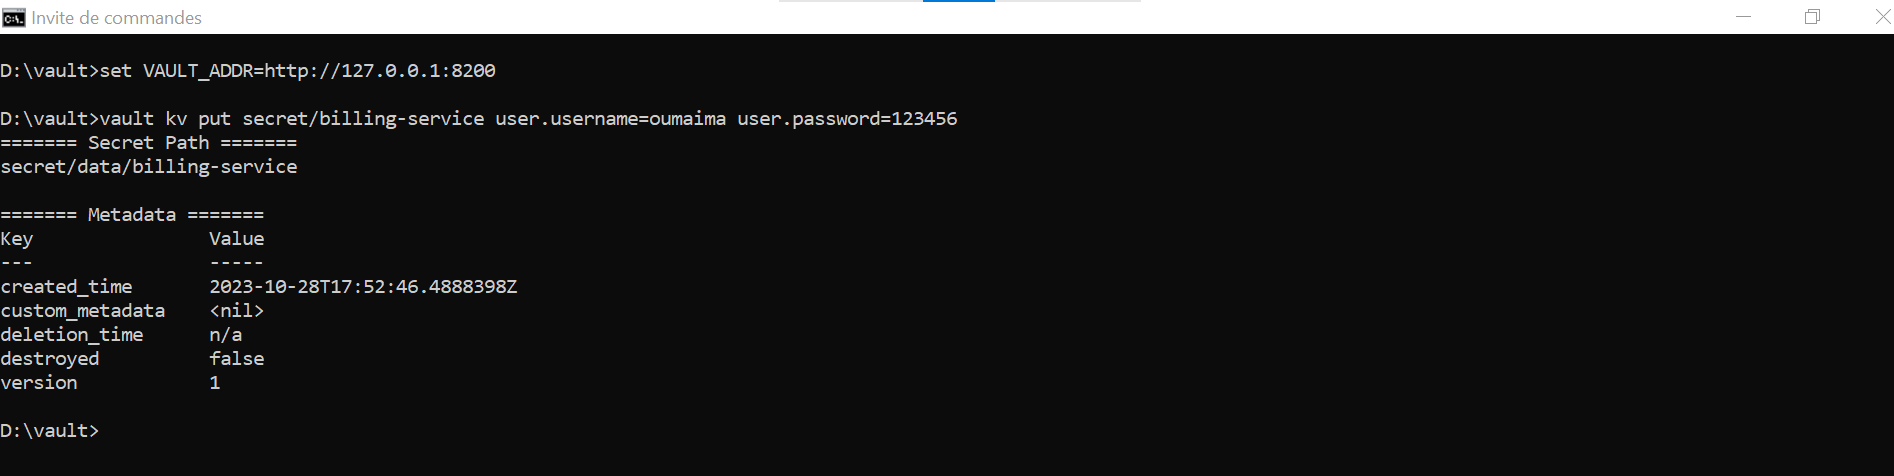 Invite de commandes
D:\vault>set VAULT_ADDR=http://127.0.0.1:8200
D:\vault>vault kv put secret/billing-service user.username=oumaima user.password=123456
======= Secret Path =======
secret/data/billing-service
======= Metadata =======
Key                Value
---                -----
created_time       2023-10-28T17:52:46.4888398Z
custom_metadata    <nil>
deletion_time      n/a
destroyed          false
version            1
D:\vault>